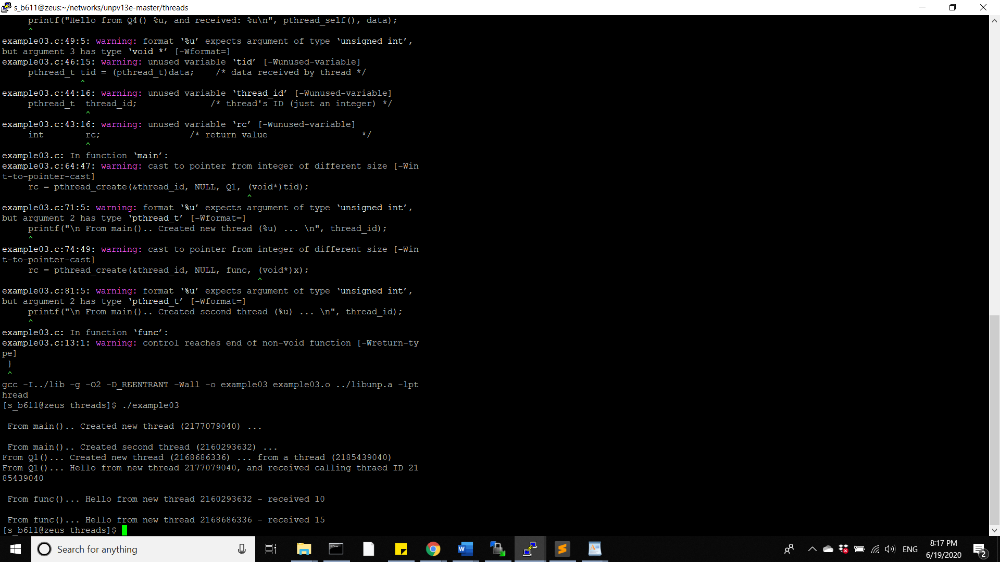 s_b611@zeus:~/networks/unpv13e-master/threads
printf("Hello from Q4() %u, and received: %u\n", pthread_self(), data);
^
example03.c:49:5: warning: format ‘%u’ expects argument of type ‘unsigned int’,
but argument 3 has type ‘void *’ [-Wformat=]
example03.c:46:15: warning: unused variable ‘tid’ [-Wunused-variable]
pthread_t tid = (pthread_t)data;    /* data received by thread */
^
example03.c:44:16: warning: unused variable ‘thread_id’ [-Wunused-variable]
pthread_t  thread_id;              /* thread's ID (just an integer) */
^
example03.c:43:16: warning: unused variable ‘rc’ [-Wunused-variable]
int        rc;                 /* return value                  */
^
example03.c: In function ‘main’:
example03.c:64:47: warning: cast to pointer from integer of different size [-Win
t-to-pointer-cast]
rc = pthread_create(&thread_id, NULL, Q1, (void*)tid);
^
example03.c:71:5: warning: format ‘%u’ expects argument of type ‘unsigned int’,
but argument 2 has type ‘pthread_t’ [-Wformat=]
printf("\n From main().. Created new thread (%u) ... \n", thread_id);
^
example03.c:74:49: warning: cast to pointer from integer of different size [-Win
t-to-pointer-cast]
rc = pthread_create(&thread_id, NULL, func, (void*)x);
^
example03.c:81:5: warning: format ‘%u’ expects argument of type ‘unsigned int’,
but argument 2 has type ‘pthread_t’ [-Wformat=]
printf("\n From main().. Created second thread (%u) ... \n", thread_id);
^
example03.c: In function ‘func’:
example03.c:13:1: warning: control reaches end of non-void function [-Wreturn-ty
pe]
}
^
gcc -I../lib -g -O2 -D_REENTRANT -Wall -o example03 example03.o ../libunp.a -lpt
hread
[s_b611@zeus threads]$ ./example03
From main().. Created new thread (2177079040) ...
From main().. Created second thread (2160293632) ...
From Q1()... Created new thread (2168686336) ... from a thread (2185439040)
From Q1()... Hello from new thread 2177079040, and received calling thraed ID 21
85439040
From func()... Hello from new thread 2160293632 - received 10
From func()... Hello from new thread 2168686336 - received 15
[s_b611@zeus threads]$
Search for anything
ENG
8:17 PM
6/19/2020
2